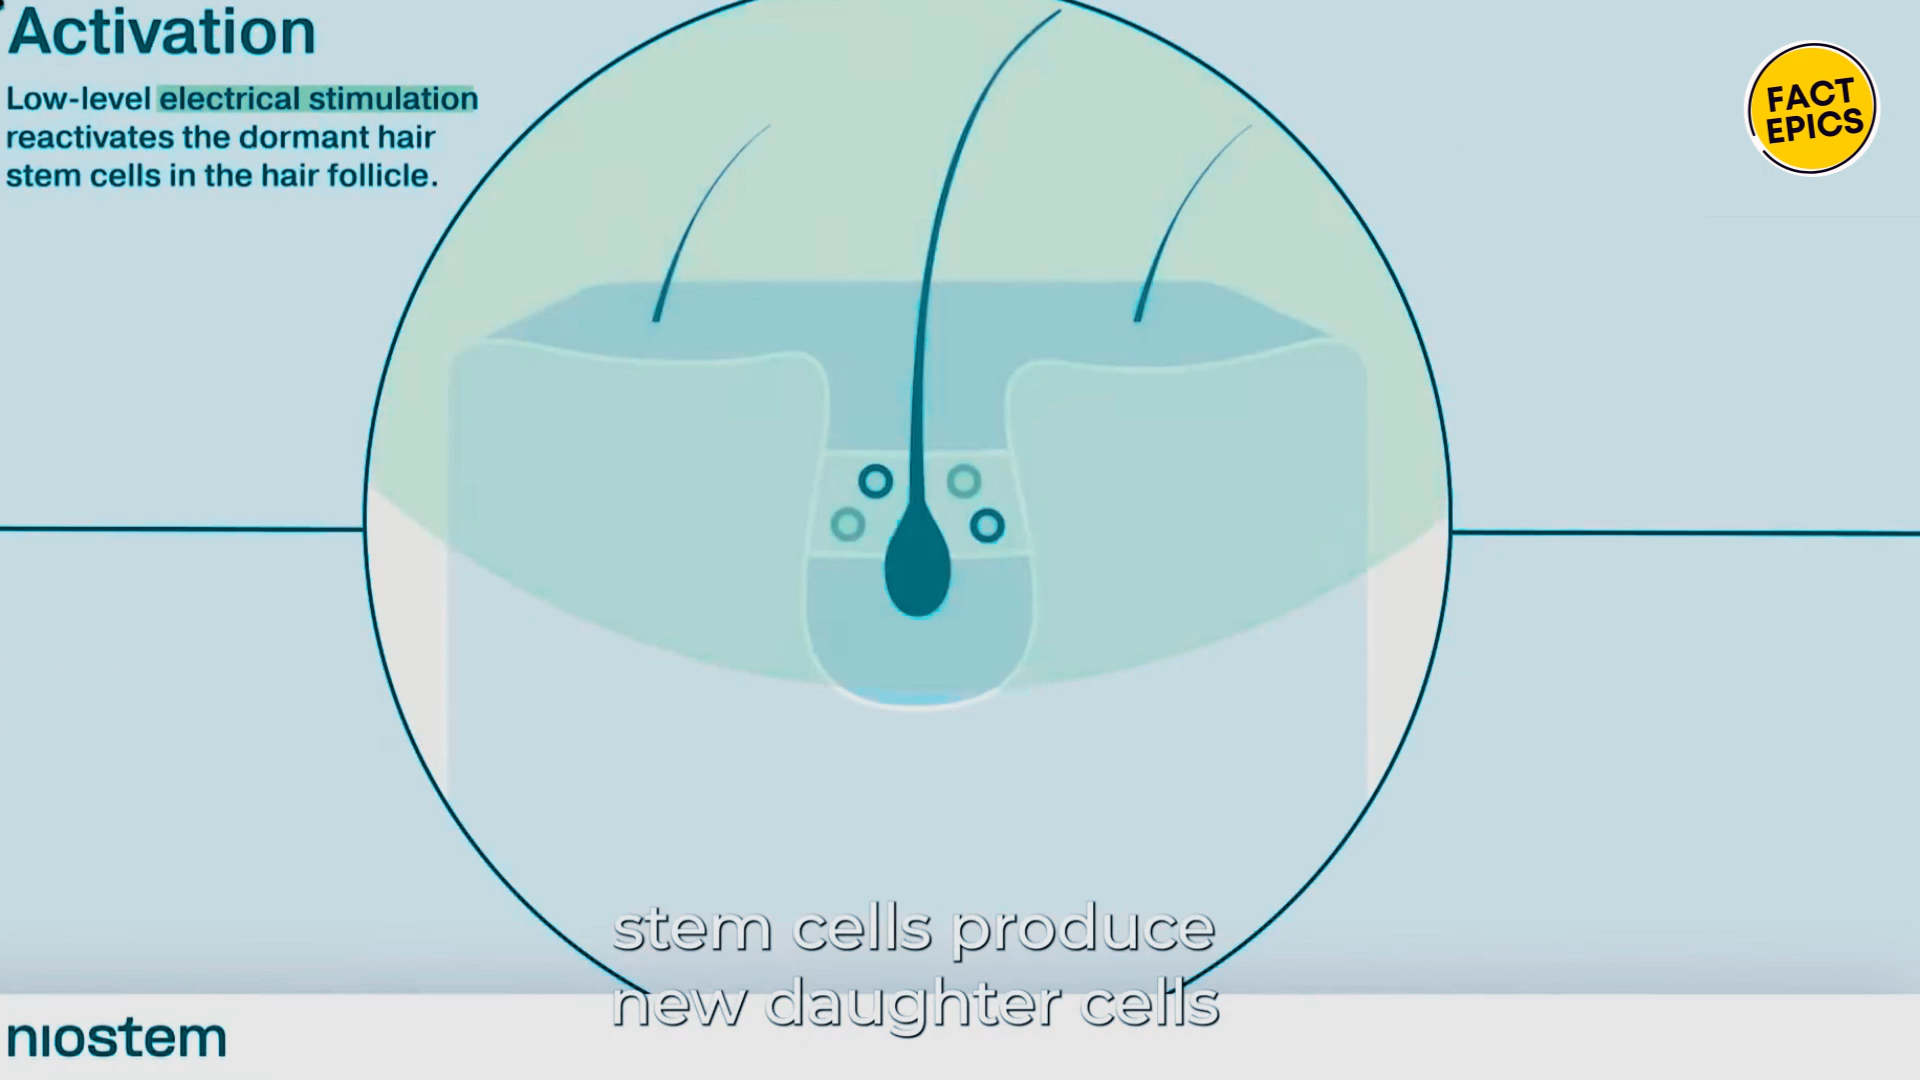 Activation
Low-level electrical stimulation
reactivates the dormant hair
stem cells in the hair follicle.
FACT
EPICS
stem cells produce
new daughter cells
niostem